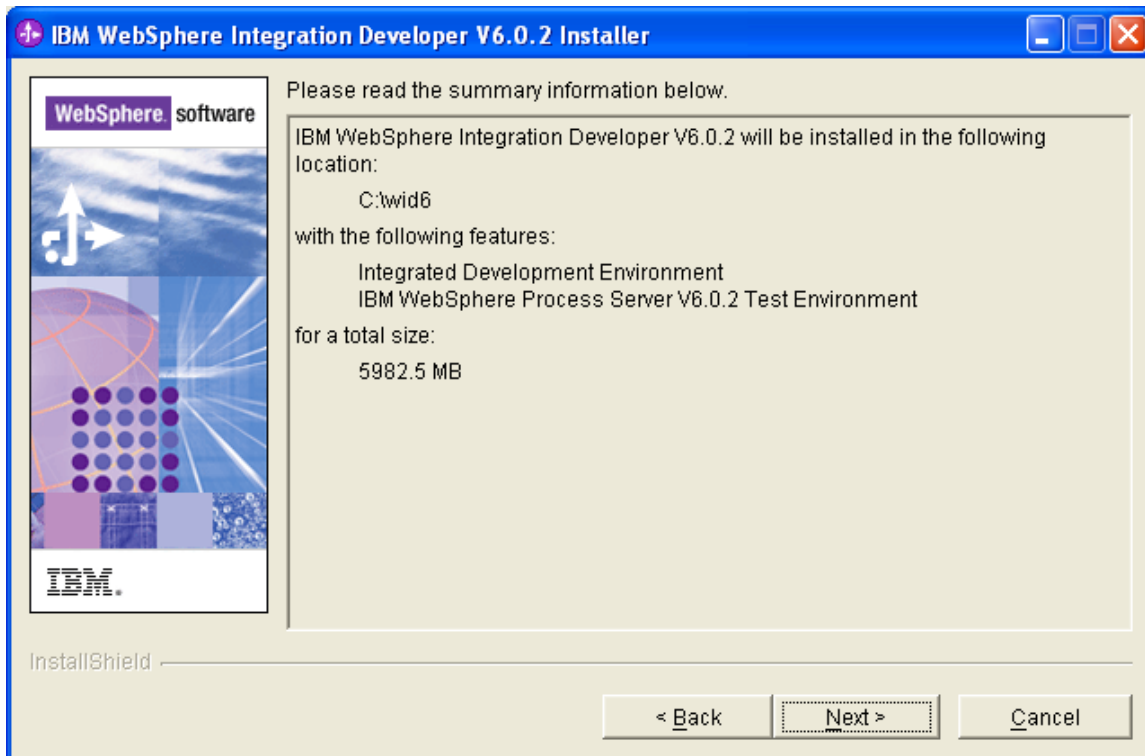 IBM WebSphere Integration Developer V6.0.2 Installer
WebSphere. software
Please read the summary information below.
IBM WebSphere Integration Developer V6.0.2 will be installed in the following
location:
C:\wid6
with the following features:
Integrated Development Environment
IBM WebSphere Process Server V6.0.2 Test Environment
for a total size:
5982.5 MB
IBM.
InstallShield
< Back
Next >
Cancel